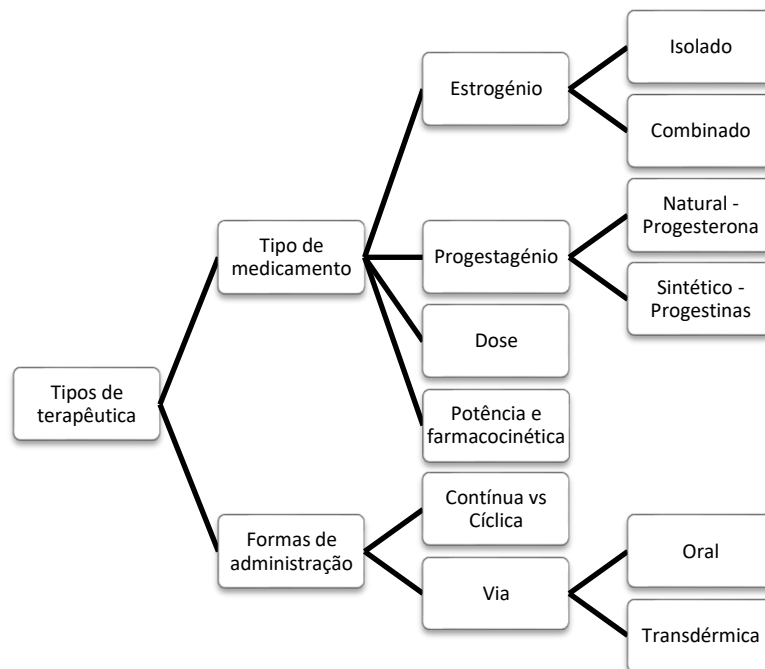 Isolado
Estrogénio
Combinado
Natural -
Progesterona
Tipo de
medicamento
Progestagénio
Sintético -
Progestinas
Dose
Tipos de
terapêutica
Potência e
farmacocinética
Contínua vs
Cíclica
Formas de
administração
Oral
Via
Transdérmica